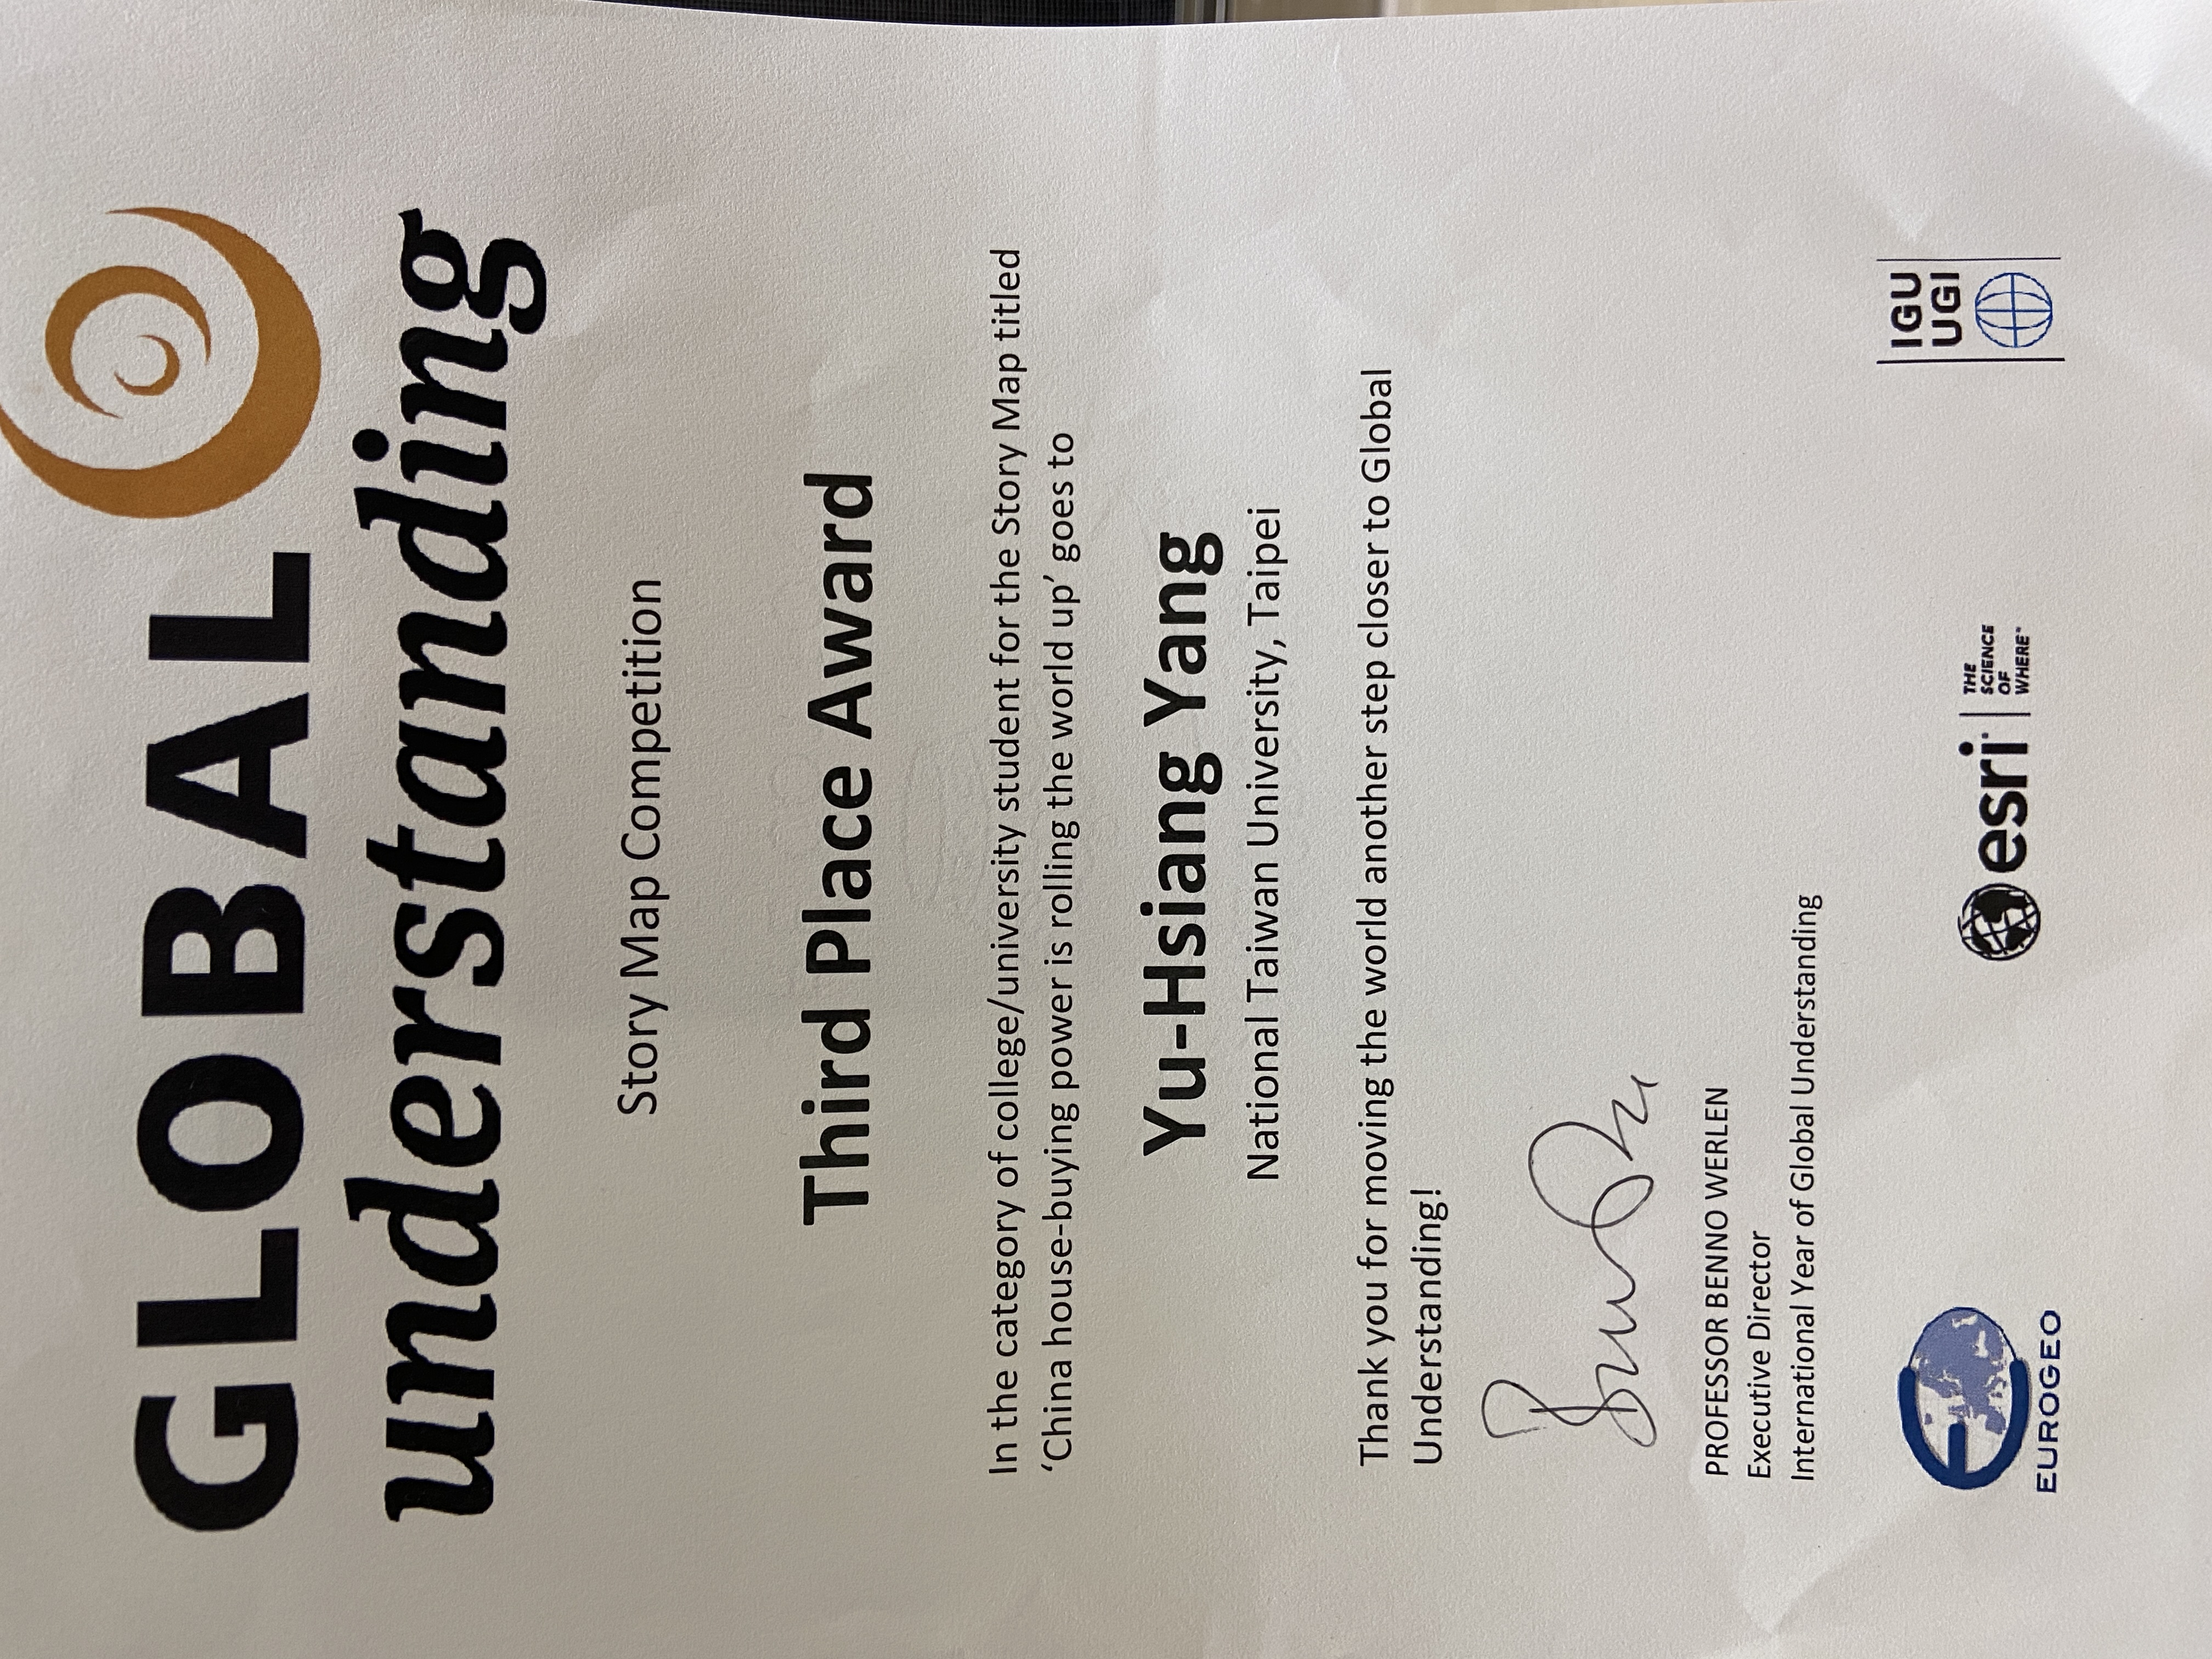 GLOBAL
understanding
Story Map Competition
Third Place Award
In the category of college/university student for the Story Map titled
‘China house-buying power is rolling the world up’ goes to
Yu-Hsiang Yang
National Taiwan University, Taipei
Thank you for moving the world another step closer to Global
Understanding!
PROFESSOR BENNO WERLEN
Executive Director
International Year of Global Understanding
EUROGEO
esri
THE
SCIENCE
OF
WHERE™
IGU
UGI